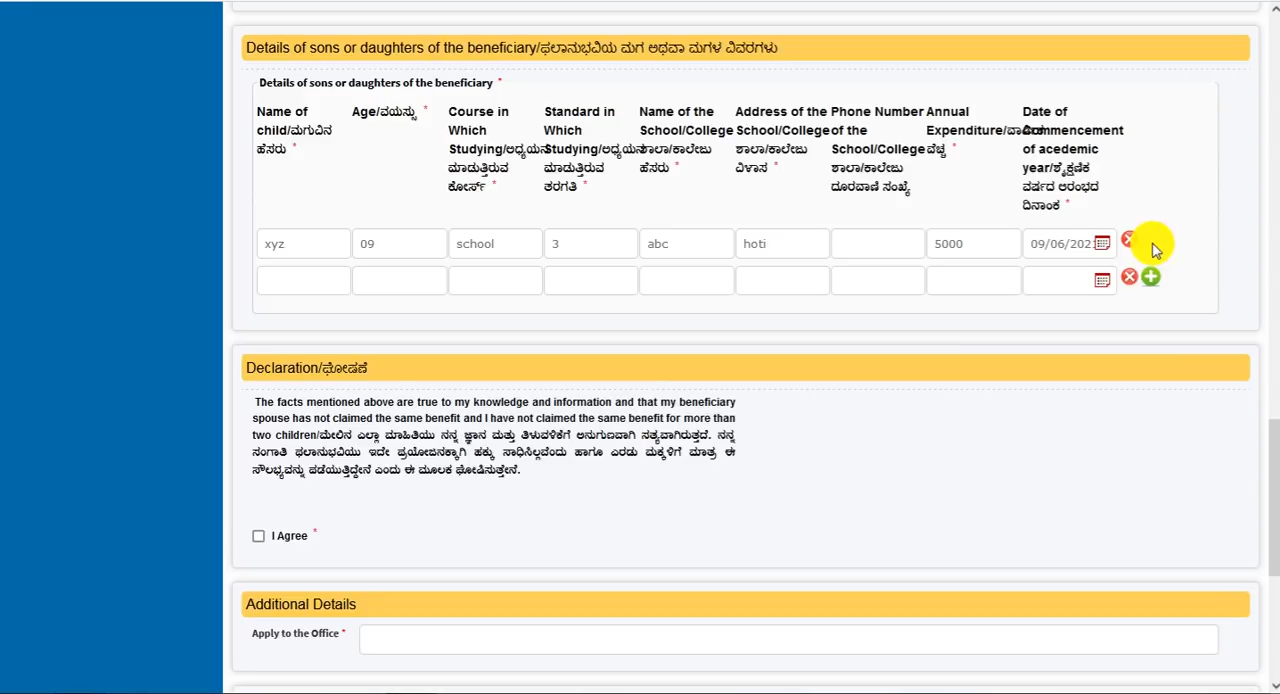 Details of sons or daughters of the beneficiary/ಫಲಾನುಭವಿಯ ಮಗ ಅಥವಾ ಮಗಳ ವಿವರಗಳು
Details of sons or daughters of the beneficiary *
Name of child/ಮಗುವಿನ ಹೆಸರು *
Age/ವಯಸ್ಸು *
Course in Which Studying/ಅಧ್ಯಯನ ಮಾಡುತ್ತಿರುವ ಕೋರ್ಸ್ *
Standard in Which Studying/ಅಧ್ಯಯನ ಮಾಡುತ್ತಿರುವ ತರಗತಿ *
Name of the School/College ಶಾಲಾ/ಕಾಲೇಜು ಹೆಸರು *
Address of the School/College ಶಾಲಾ/ಕಾಲೇಜು ವಿಳಾಸ *
Phone Number of the School/College ಶಾಲಾ/ಕಾಲೇಜು ದೂರವಾಣಿ ಸಂಖ್ಯೆ
Annual Expenditure/ ವೆಚ್ಚ *
Date of Commencement of acedemic year/ಶೈಕ್ಷಣಿಕ ವರ್ಷದ ಆರಂಭದ ದಿನಾಂಕ *
xyz 09 school 3 abc hoti 5000 09/06/202
Declaration/ಘೋಷಣೆ
The facts mentioned above are true to my knowledge and information and that my beneficiary
spouse has not claimed the same benefit and I have not claimed the same benefit for more than
two children/ಮೇಲಿನ ಎಲ್ಲಾ ಮಾಹಿತಿಯು ನನ್ನ ಜ್ಞಾನ ಮತ್ತು ತಿಳುವಳಿಕೆಗೆ ಅನುಗುಣವಾಗಿ ಸತ್ಯವಾಗಿರುತ್ತದೆ. ನನ್ನ
ಸಂಗಾತಿ ಫಲಾನುಭವಿಯು ಇದೇ ಪ್ರಯೋಜನಕ್ಕಾಗಿ ಹಕ್ಕು ಸಾಧಿಸಿಲ್ಲವೆಂದು ಹಾಗೂ ಎರಡು ಮಕ್ಕಳಿಗೆ ಮಾತ್ರ ಈ
ಸೌಲಭ್ಯವನ್ನು ಪಡೆಯುತ್ತಿದ್ದೇನೆ ಎಂದು ಈ ಮೂಲಕ ಘೋಷಿಸುತ್ತೇನೆ.
I Agree *
Additional Details
Apply to the Office *